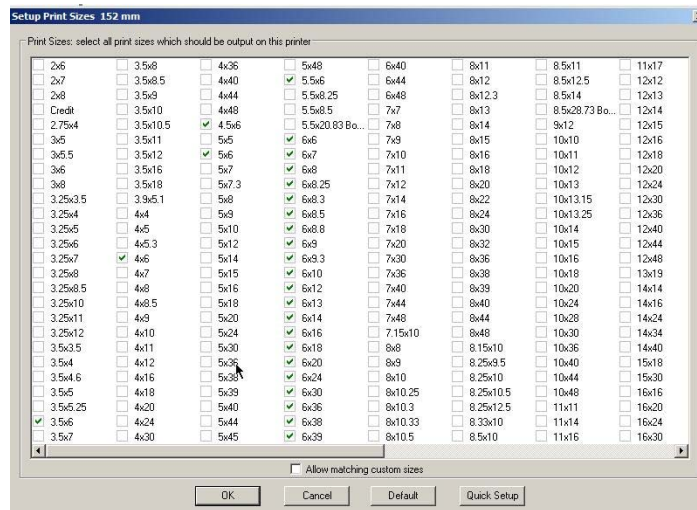 Setup Print Sizes 152 mm
Print Sizes: select all print sizes which should be output on this printer
2x6
2x7
2x8
Credit
2.75x4
3x5
3x5.5
3x6
3x8
3.25x3.5
3.25x4
3.25x5
3.25x6
3.25x7
3.25x8
3.25x8.5
3.25x10
3.25x11
3.25x12
3.5x3.5
3.5x4
3.5x4.6
3.5x5
3.5x5.25
3.5x6
3.5x7
3.5x8
3.5x8.5
3.5x9
3.5x10
3.5x10.5
3.5x11
3.5x12
3.5x16
3.5x18
3.9x5.1
4x4
4x5
4x5.3
4x6
4x7
4x8
4x8.5
4x9
4x10
4x11
4x12
4x16
4x18
4x20
4x24
4x30
4x36
4x40
4x44
4x48
4.5x6
5x5
5x6
5x7
5x7.3
5x8
5x9
5x10
5x12
5x14
5x15
5x16
5x18
5x20
5x24
5x30
5x36
5x38
5x39
5x40
5x44
5x45
5x48
5.5x6
5.5x8.25
5.5x8.5
5.5x20.83 Bo...
6x6
6x7
6x8
6x8.25
6x8.3
6x8.5
6x8.8
6x9
6x9.3
6x10
6x12
6x13
6x14
6x16
6x18
6x20
6x24
6x30
6x36
6x38
6x39
6x40
6x44
6x48
7x7
7x8
7x9
7x10
7x11
7x12
7x14
7x16
7x18
7x20
7x30
7x36
7x40
7x44
7x48
7.15x10
8x8
8x9
8x10
8x10.25
8x10.3
8x10.33
8x10.5
8x11
8x12
8x12.3
8x13
8x14
8x15
8x16
8x18
8x20
8x22
8x24
8x30
8x32
8x36
8x38
8x39
8x40
8x44
8x48
8.15x10
8.25x9.5
8.25x10
8.25x10.5
8.25x12.5
8.33x10
8.5x10
8.5x11
8.5x12.5
8.5x14
8.5x28.73 Bo...
9x12
10x10
10x11
10x12
10x13
10x13.15
10x13.25
10x14
10x15
10x16
10x18
10x20
10x24
10x28
10x30
10x36
10x40
10x44
10x48
11x11
11x14
11x16
11x17
12x12
12x13
12x14
12x15
12x16
12x18
12x20
12x24
12x30
12x36
12x40
12x44
12x48
13x19
14x14
14x16
14x24
14x34
14x40
15x18
15x30
16x16
16x20
16x24
16x30
Allow matching custom sizes
OK
Cancel
Default
Quick Setup